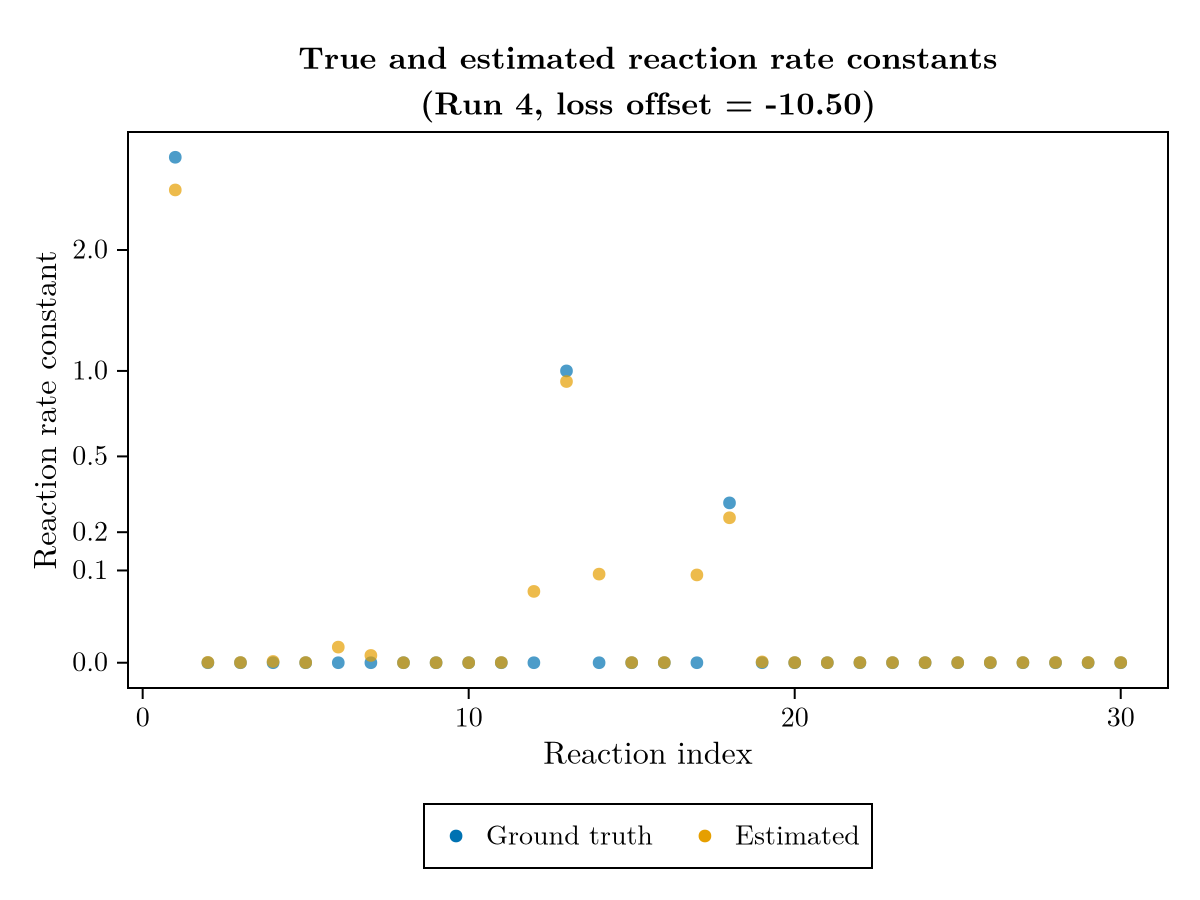 True and estimated reaction rate constants
(Run 4, loss offset = -10.50)
Reaction rate constant
2.0
1.0
0.5
0.2
0.1
0.0
0 10 20 30
Reaction index
Ground truth Estimated